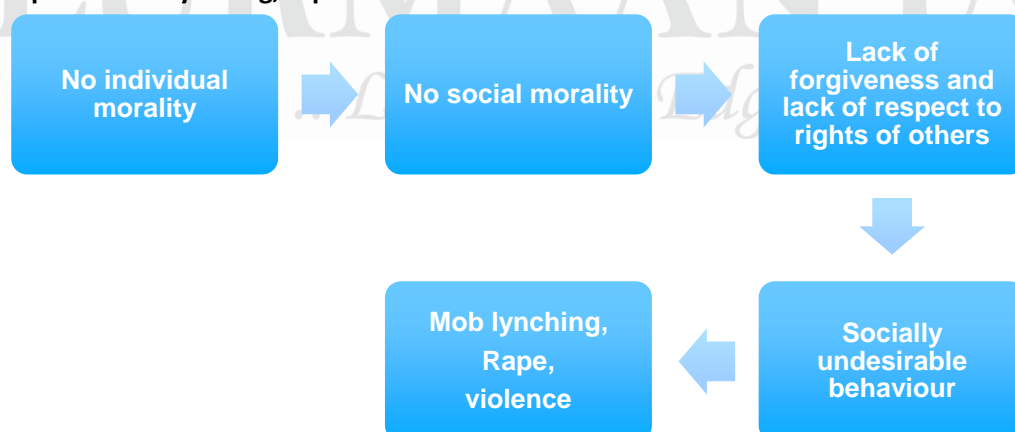 No individual
morality
No social morality
Lack of
forgiveness and
lack of respect to
rights of others
Socially
undesirable
behaviour
Mob lynching,
Rape,
violence